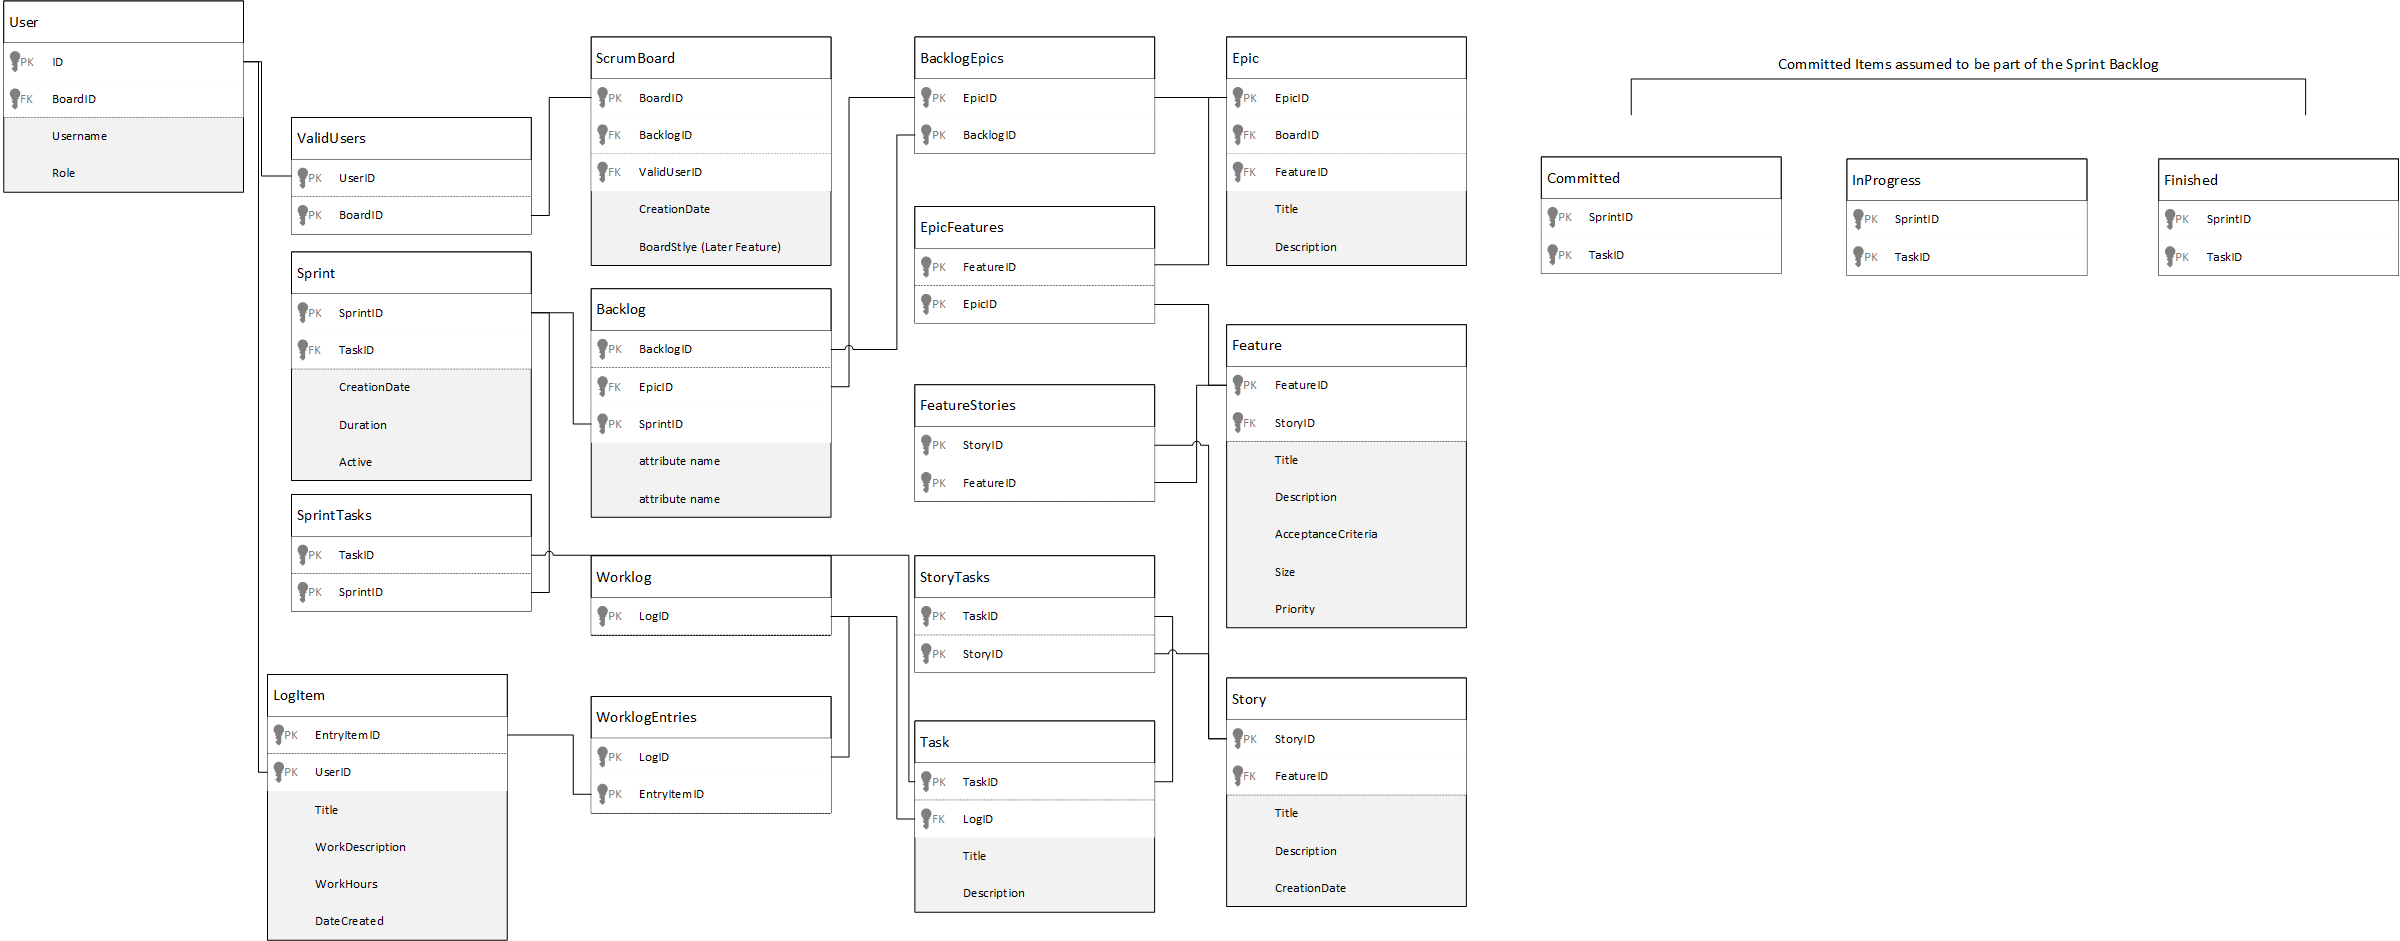 User
PK ID
FK BoardID
Username
Role
ValidUsers
PK UserID
PK BoardID
Sprint
PK SprintID
FK TaskID
CreationDate
Duration
Active
SprintTasks
PK TaskID
PK SprintID
LogItem
PK EntryItemID
PK UserID
Title
WorkDescription
WorkHours
DateCreated
ScrumBoard
PK BoardID
FK BacklogID
FK ValidUserID
CreationDate
BoardStlye (Later Feature)
Backlog
PK BacklogID
FK EpicID
PK SprintID
attribute name
attribute name
Worklog
PK LogID
WorklogEntries
PK LogID
PK EntryItemID
BacklogEpics
PK EpicID
PK BacklogID
EpicFeatures
PK FeatureID
PK EpicID
FeatureStories
PK StoryID
PK FeatureID
StoryTasks
PK TaskID
PK StoryID
Task
PK TaskID
FK LogID
Title
Description
Epic
PK EpicID
FK BoardID
FK FeatureID
Title
Description
Feature
PK FeatureID
FK StoryID
Title
Description
AcceptanceCriteria
Size
Priority
Story
PK StoryID
FK FeatureID
Title
Description
CreationDate
Committed Items assumed to be part of the Sprint Backlog
Committed
PK SprintID
PK TaskID
InProgress
PK SprintID
PK TaskID
Finished
PK SprintID
PK TaskID